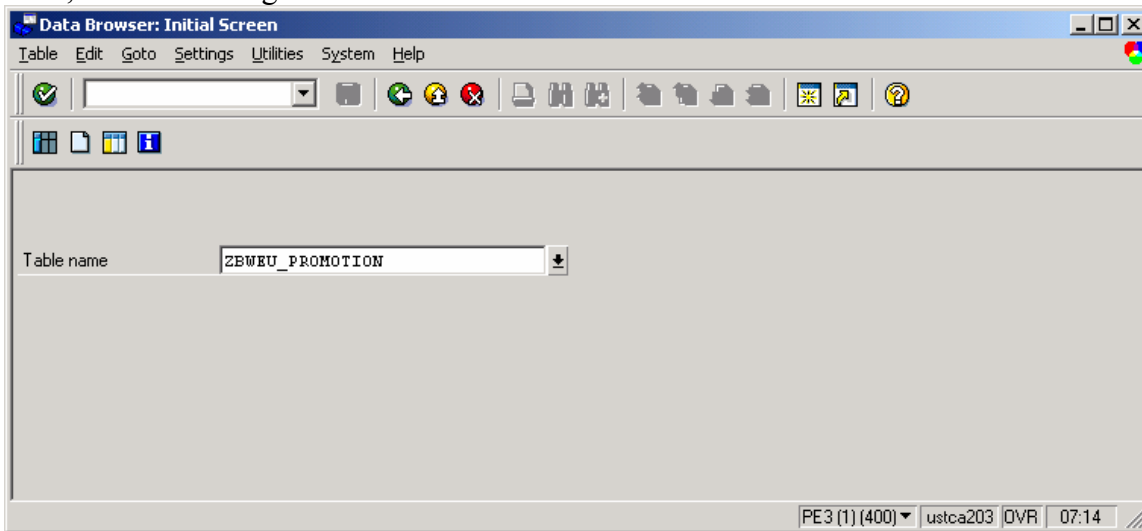 Data Browser: Initial Screen
Table Edit Goto Settings Utilities System Help
Table name ZBWEU_PROMOTION
PE3 (1) (400) ustca203 OVR 07:14